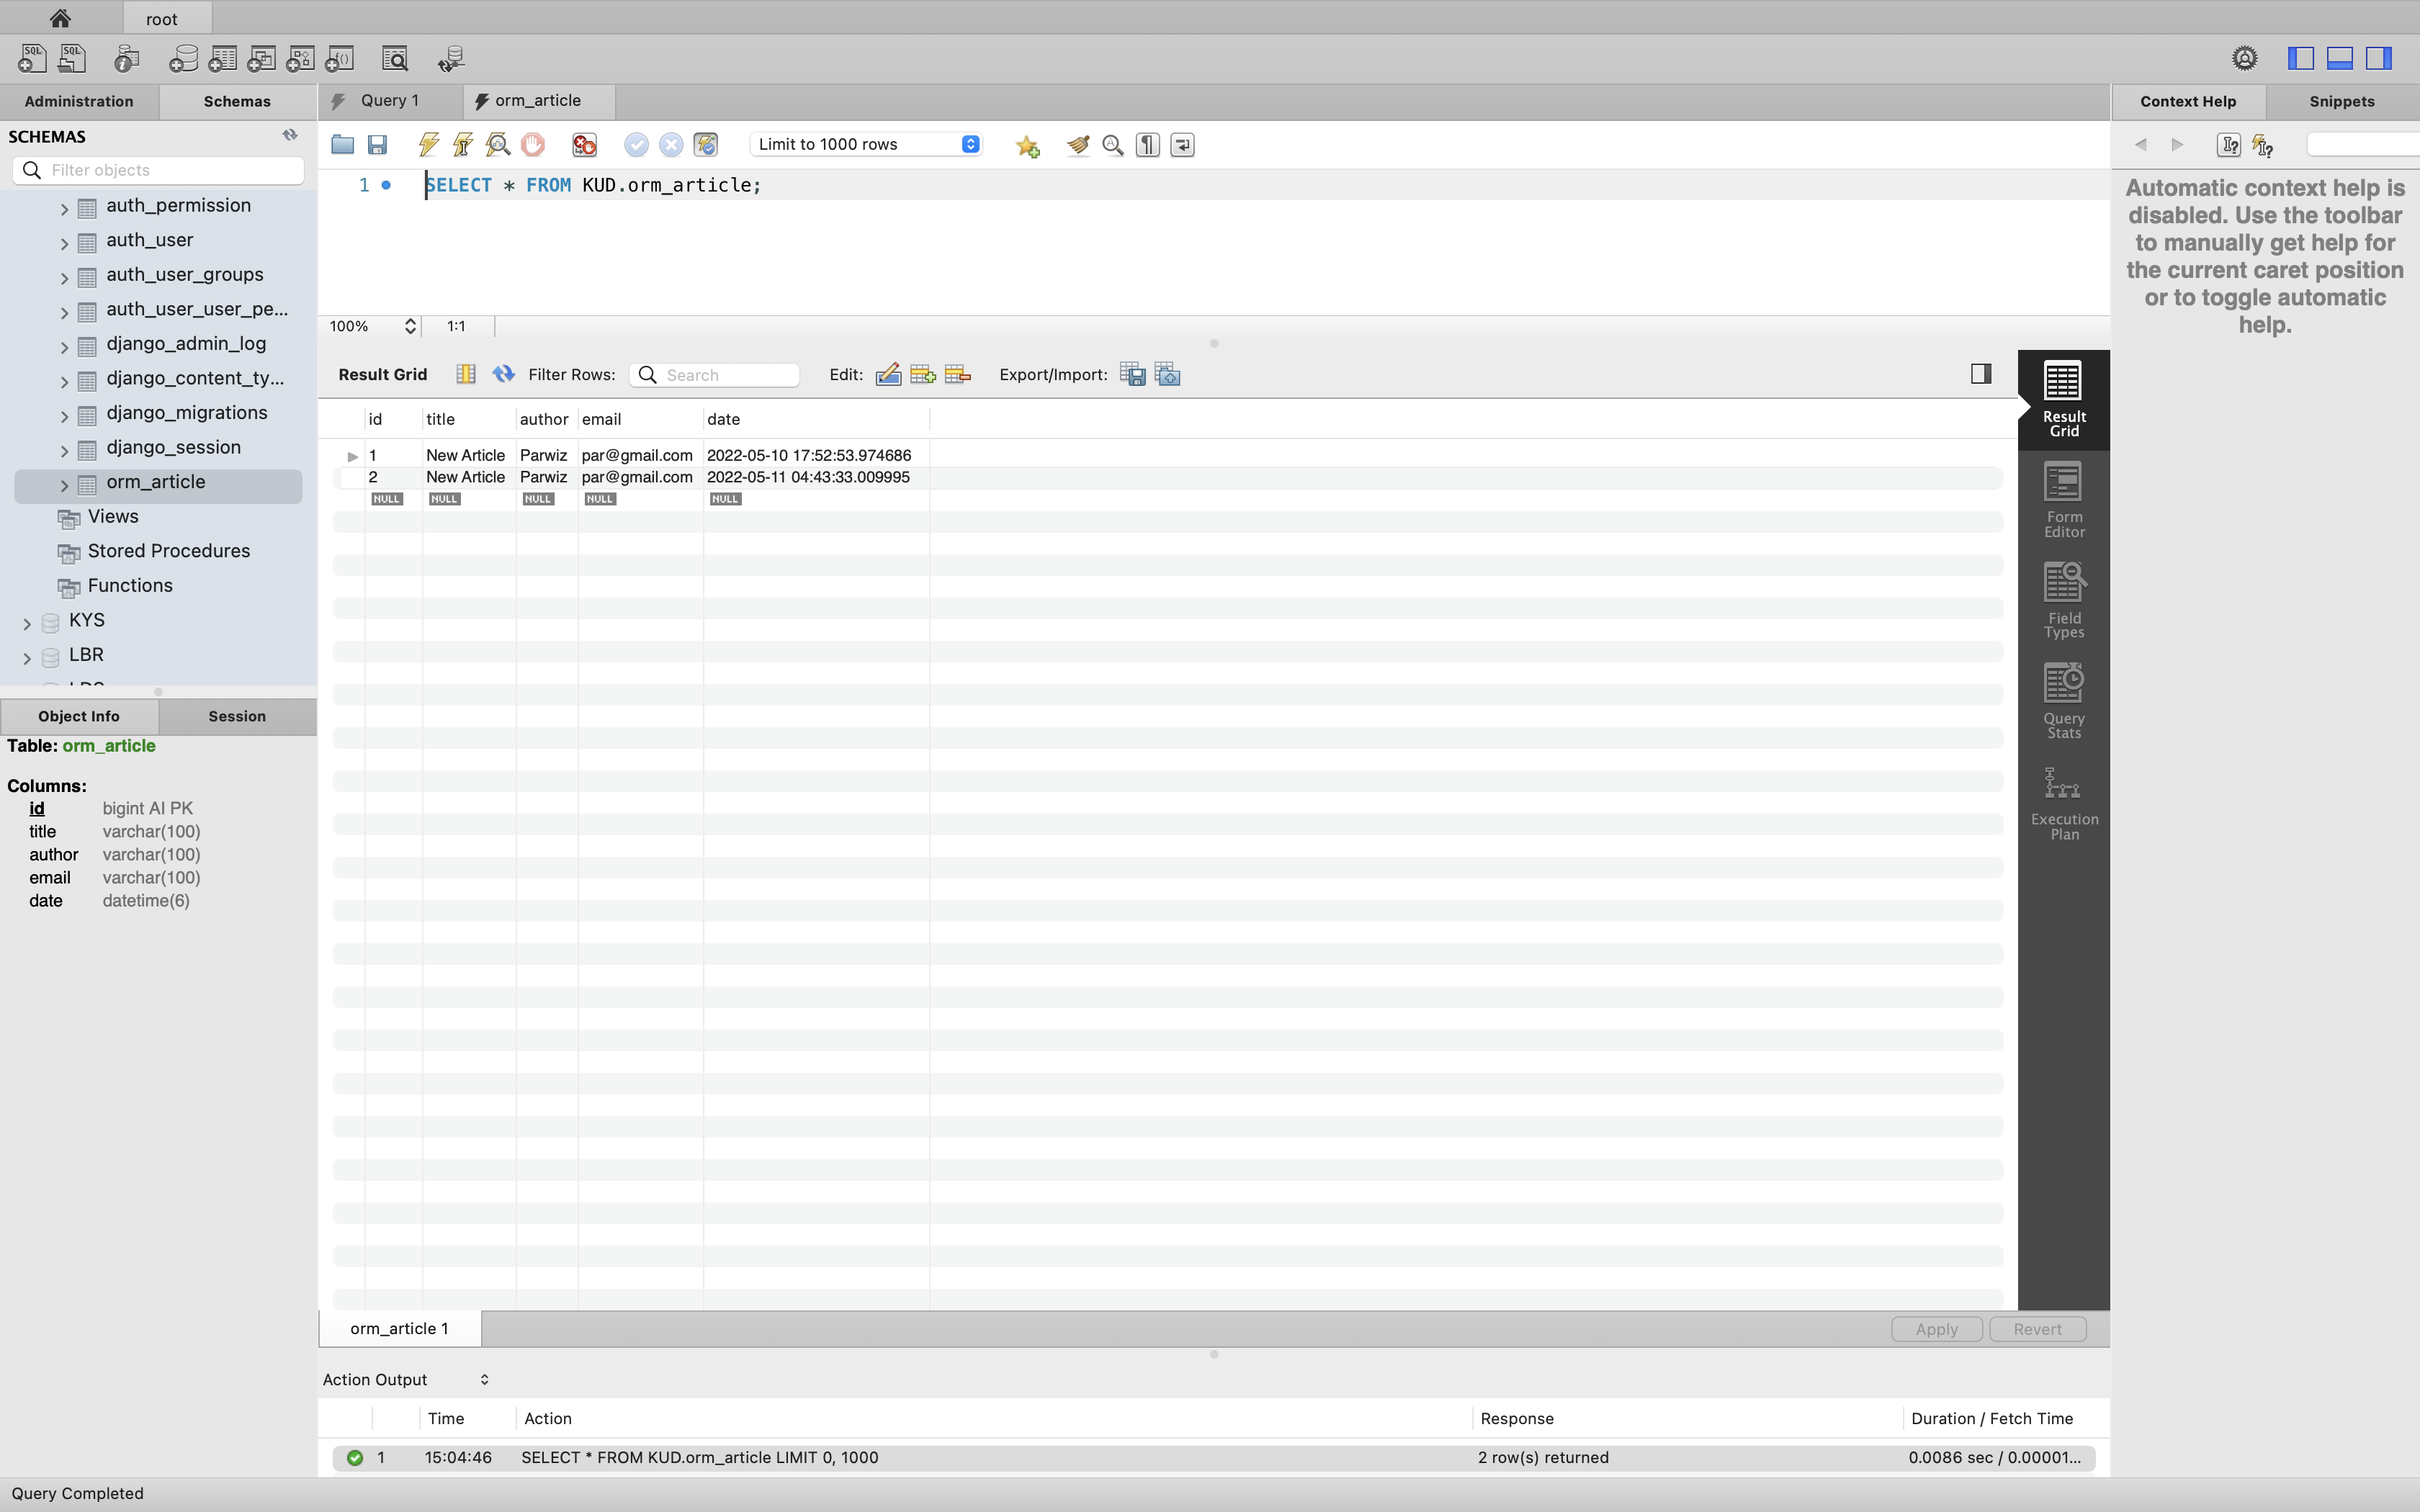 root
Administration
Schemas
Query 1
orm_article
Context Help
Snippets
SCHEMAS
Filter objects
Limit to 1000 rows
1
SELECT * FROM KUD.orm_article;
auth_permission
auth_user
auth_user_groups
auth_user_user_pe...
django_admin_log
django_content_ty...
django_migrations
django_session
orm_article
Views
Stored Procedures
Functions
KYS
LBR
Automatic context help is
disabled. Use the toolbar
to manually get help for
the current caret position
or to toggle automatic
help.
100%
1:1
Result Grid
Filter Rows:
Search
Edit:
Export/Import:
id title author email date
1 New Article Parwiz par@gmail.com 2022-05-10 17:52:53.974686
2 New Article Parwiz par@gmail.com 2022-05-11 04:43:33.009995
NULL NULL NULL NULL NULL
Result
Grid
Form
Editor
Field
Types
Query
Stats
Execution
Plan
Object Info
Session
Table: orm_article
Columns:
id bigint AI PK
title varchar(100)
author varchar(100)
email varchar(100)
date datetime(6)
orm_article 1
Apply
Revert
Action Output
Time Action Response Duration / Fetch Time
1 15:04:46 SELECT * FROM KUD.orm_article LIMIT 0, 1000 2 row(s) returned 0.0086 sec / 0.00001...
Query Completed